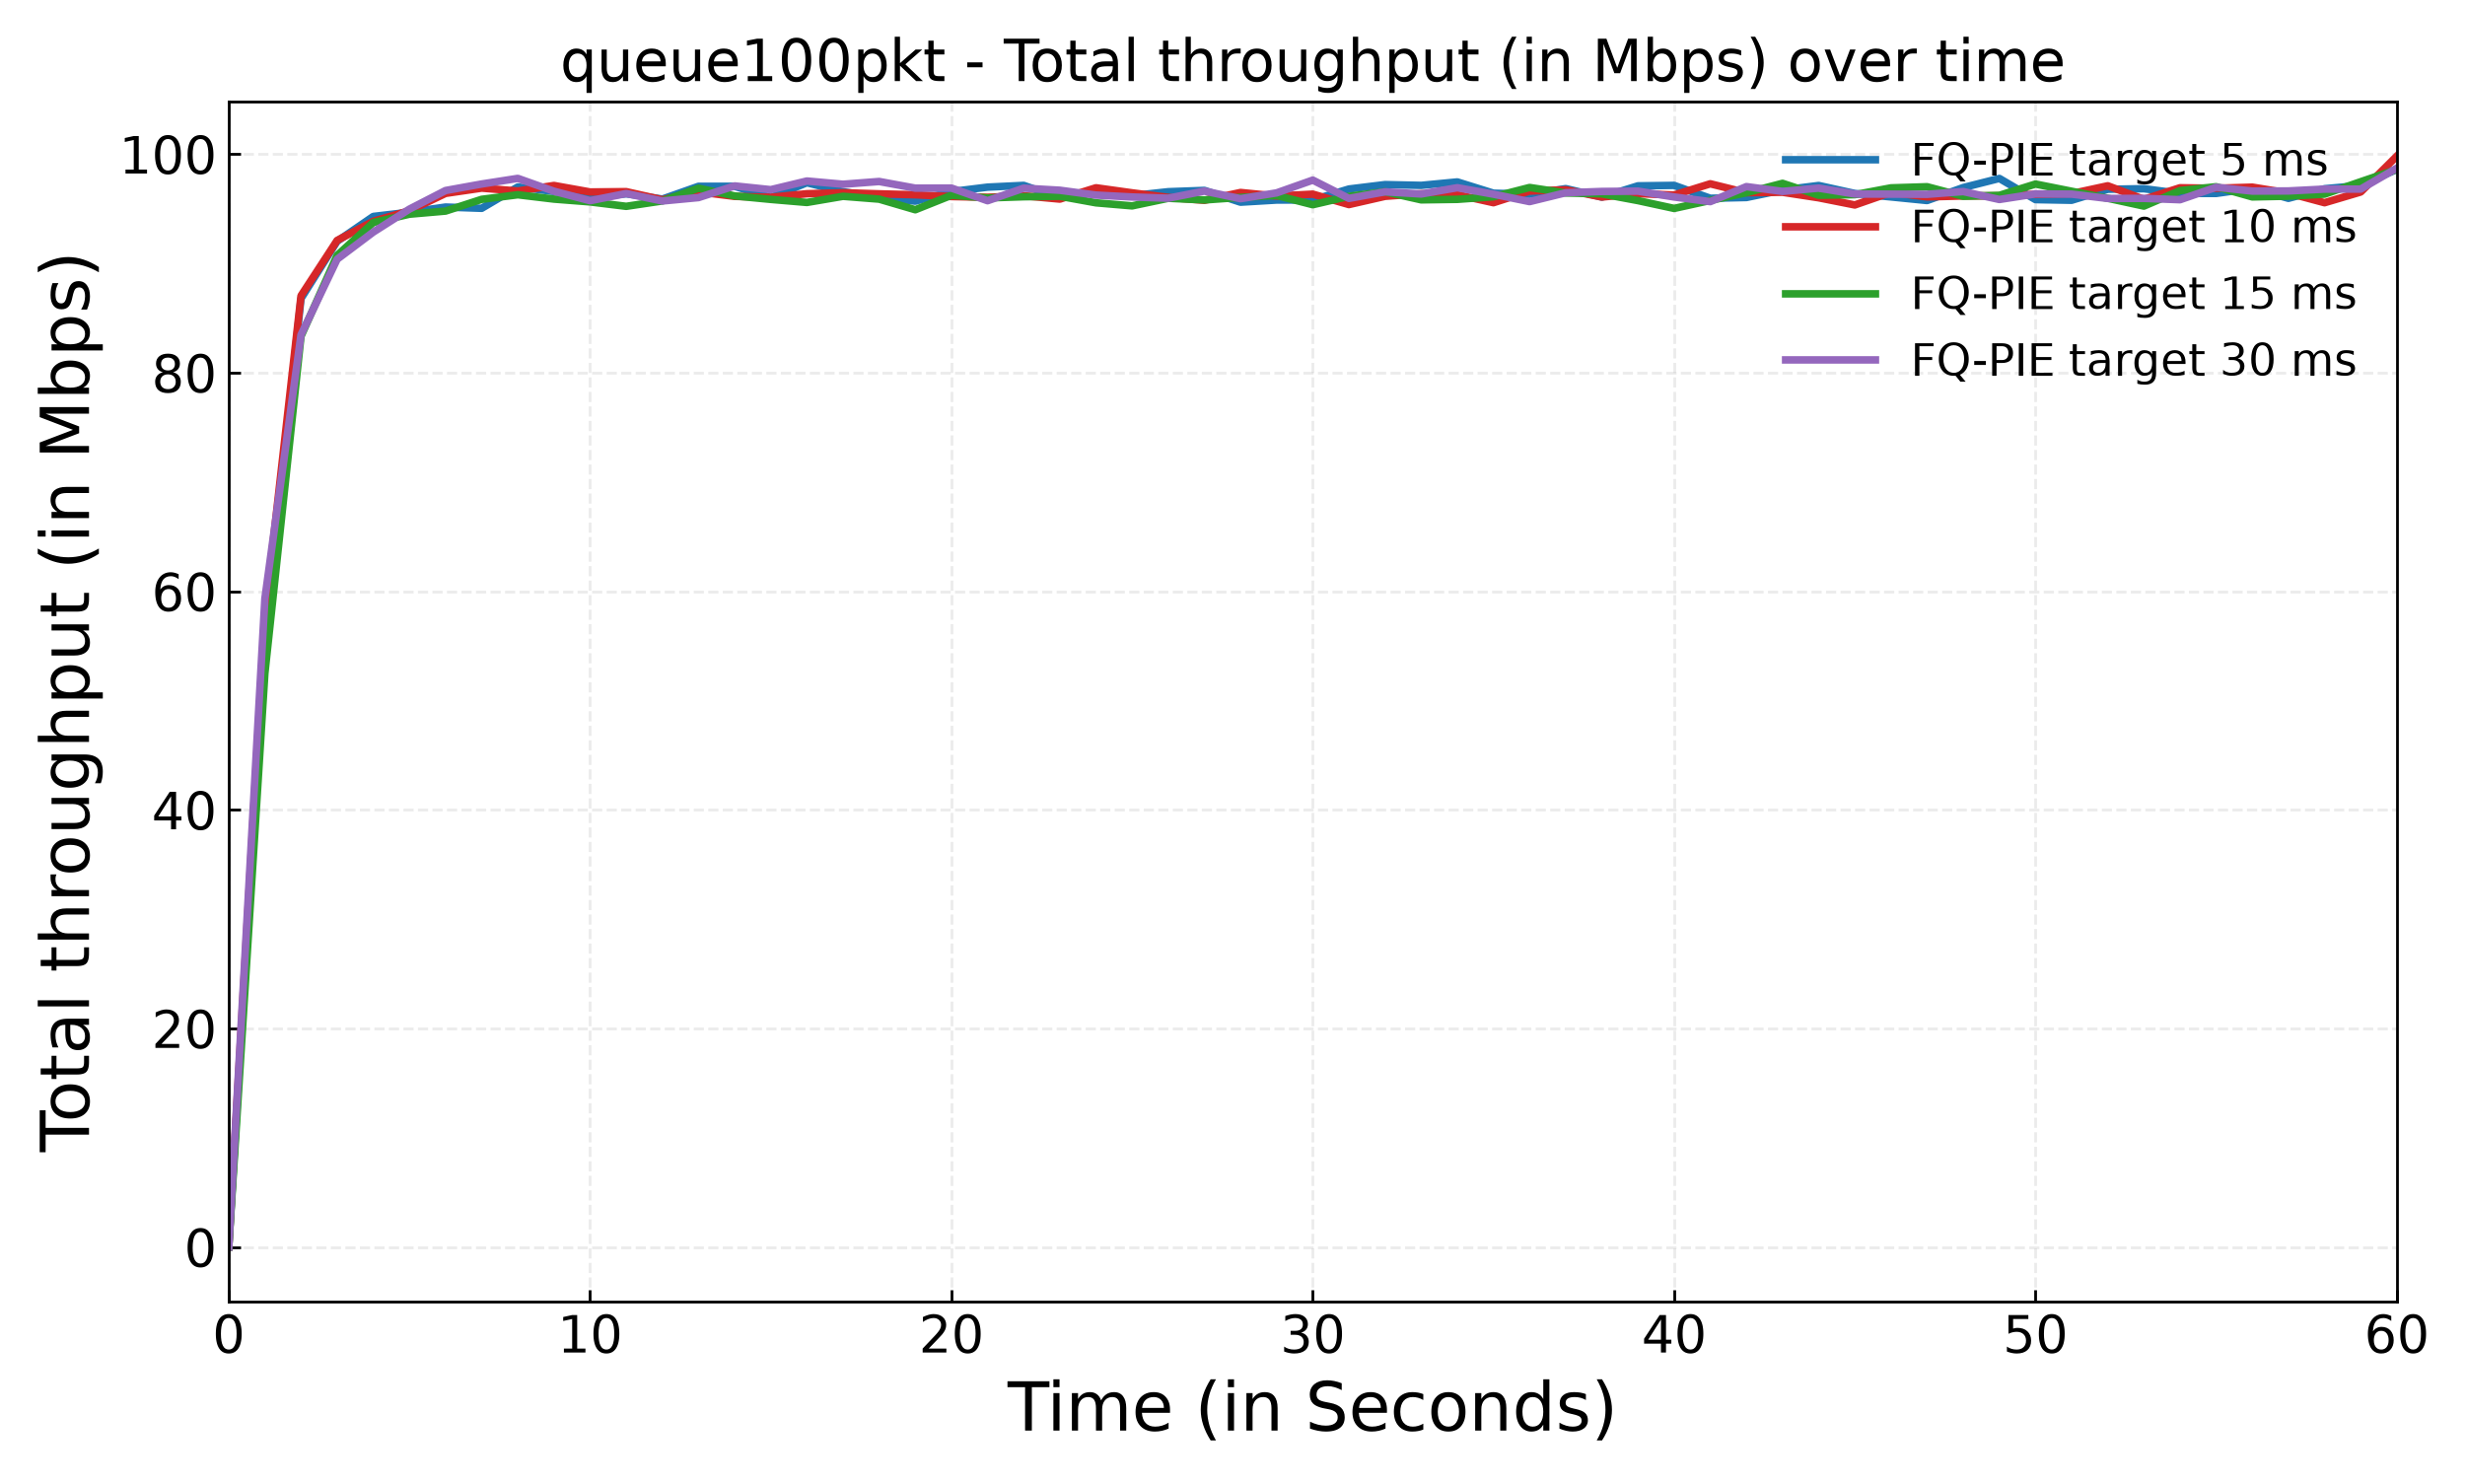 queue100pkt - Total throughput (in Mbps) over time
Total throughput (in Mbps)
100
80
60
40
20
0
FQ-PIE target 5 ms
FQ-PIE target 10 ms
FQ-PIE target 15 ms
FQ-PIE target 30 ms
0 10 20 30 40 50 60
Time (in Seconds)